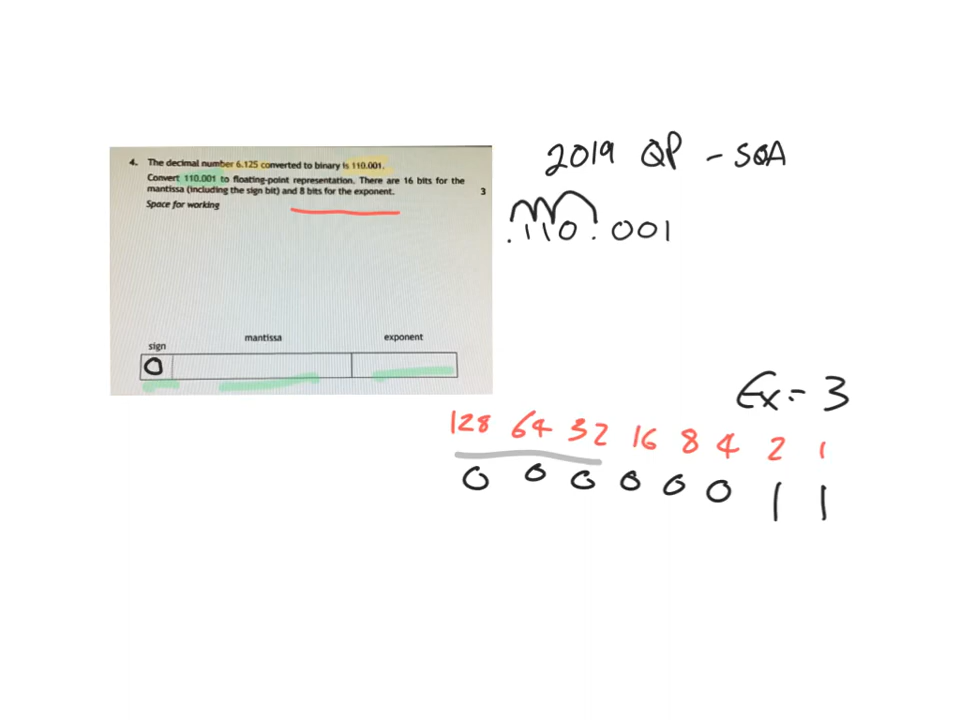 4. The decimal number 6.125 converted to binary is 110.001.
Convert 110.001 to floating-point representation. There are 16 bits for the
mantissa (including the sign bit) and 8 bits for the exponent.
3
Space for working
sign
mantissa
exponent
0
2019 QP - SQA
.110.001
Ex = 3
128 64 32 16 8 4 2 1
0 0 0 0 0 0 1 1